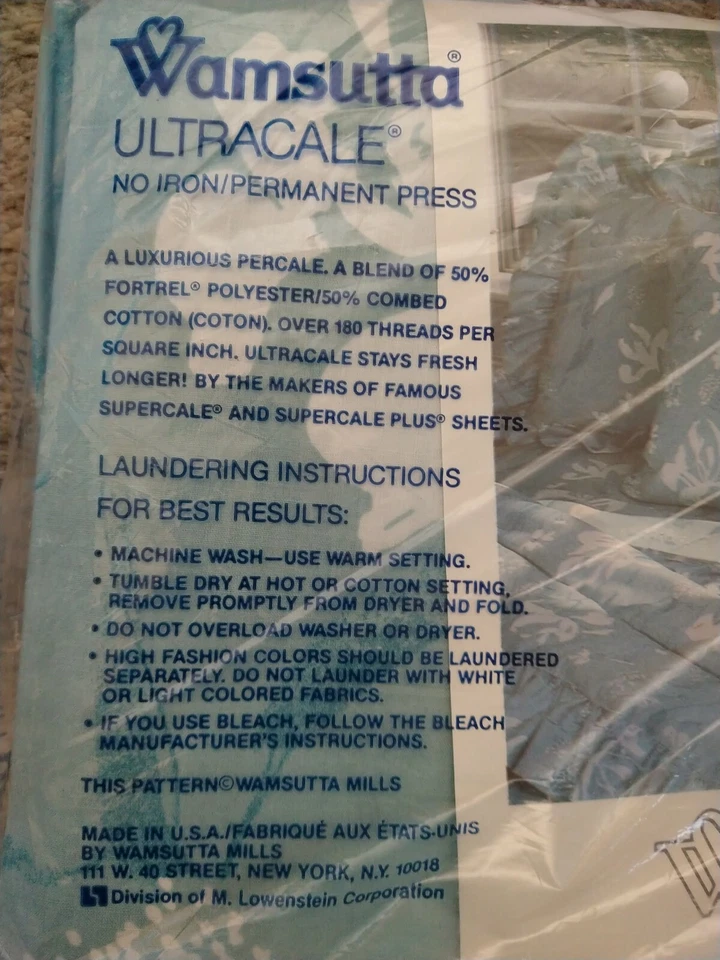 Wamsutta®
ULTRACALE®
NO IRON/PERMANENT PRESS
A LUXURIOUS PERCALE. A BLEND OF 50%
FORTREL® POLYESTER/50% COMBED
COTTON (COTON). OVER 180 THREADS PER
SQUARE INCH. ULTRACALE STAYS FRESH
LONGER! BY THE MAKERS OF FAMOUS
SUPERCALE® AND SUPERCALE PLUS® SHEETS.
LAUNDERING INSTRUCTIONS
FOR BEST RESULTS:
• MACHINE WASH—USE WARM SETTING.
• TUMBLE DRY AT HOT OR COTTON SETTING,
REMOVE PROMPTLY FROM DRYER AND FOLD.
• DO NOT OVERLOAD WASHER OR DRYER.
• HIGH FASHION COLORS SHOULD BE LAUNDERED
SEPARATELY. DO NOT LAUNDER WITH WHITE
OR LIGHT COLORED FABRICS.
• IF YOU USE BLEACH, FOLLOW THE BLEACH
MANUFACTURER'S INSTRUCTIONS.
THIS PATTERN©WAMSUTTA MILLS
MADE IN U.S.A./FABRIQUÉ AUX ÉTATS-UNIS
BY WAMSUTTA MILLS
111 W. 40 STREET, NEW YORK, N.Y. 10018
Division of M. Lowenstein Corporation